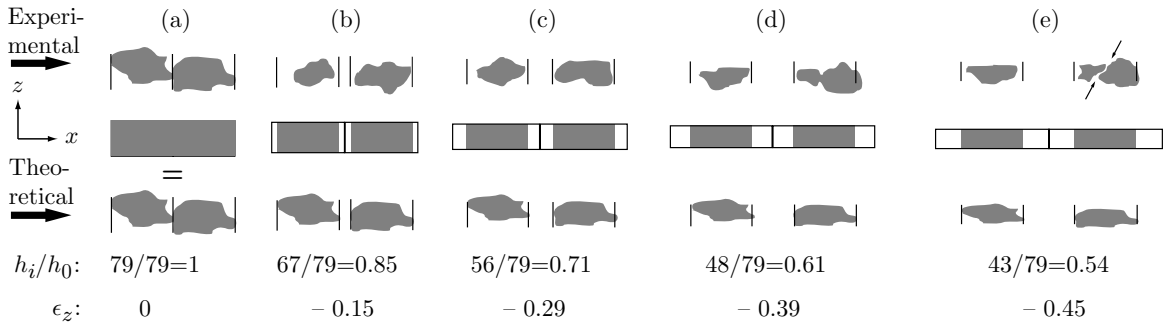 Experi-
mental
(a) (b) (c) (d) (e)
z
x
=
Theo-
retical
h_i/h_0: 79/79=1 67/79=0.85 56/79=0.71 48/79=0.61 43/79=0.54
ϵ_z: 0 – 0.15 – 0.29 – 0.39 – 0.45